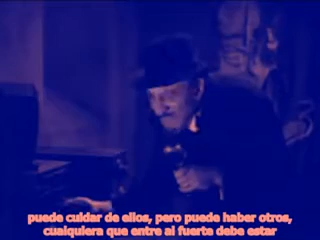 puede cuidar de ellos, pero puede haber otros,
cualquiera que entre al fuerte debe estar